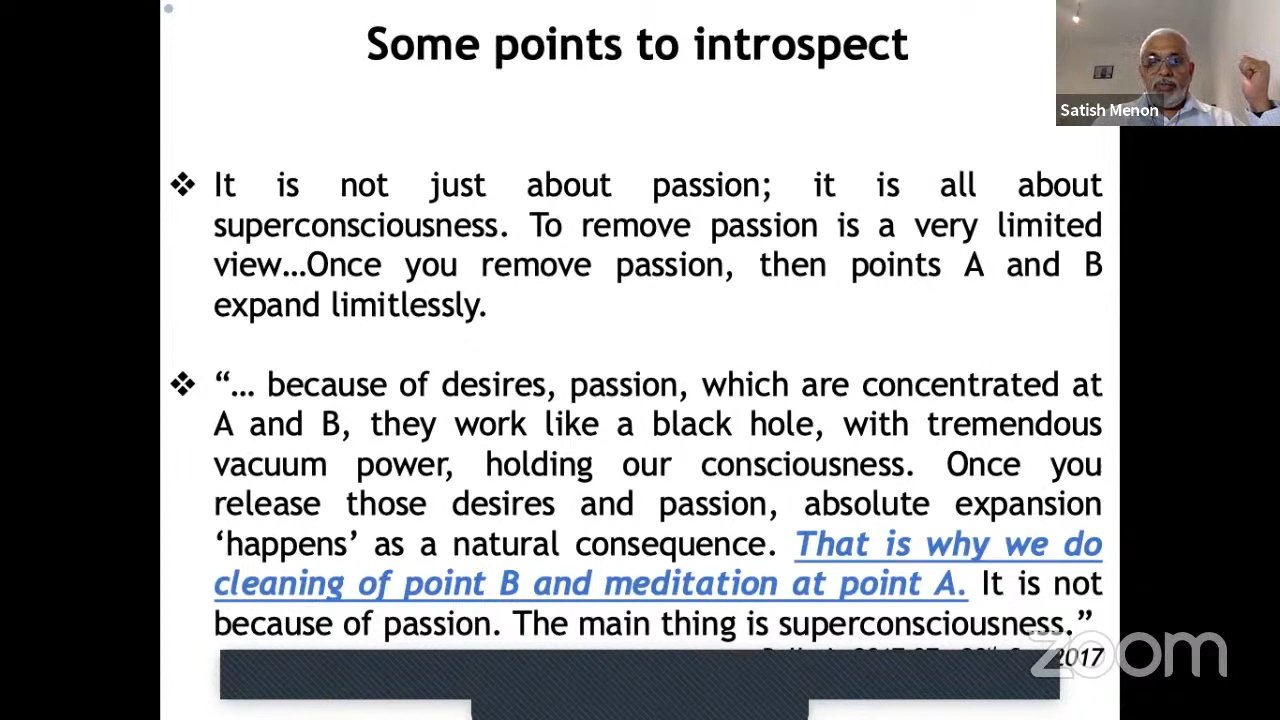 Some points to introspect
Satish Menon
❖ It is not just about passion; it is all about
superconsciousness. To remove passion is a very limited
view…Once you remove passion, then points A and B
expand limitlessly.
❖ “… because of desires, passion, which are concentrated at
A and B, they work like a black hole, with tremendous
vacuum power, holding our consciousness. Once you
release those desires and passion, absolute expansion
‘happens’ as a natural consequence. That is why we do
cleaning of point B and meditation at point A. It is not
because of passion. The main thing is superconsciousness.”
2017
zoom